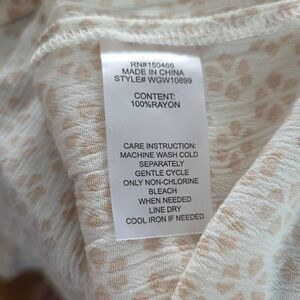 RN#150466
MADE IN CHINA
STYLE# WGW10899
CONTENT:
100%RAYON
CARE INSTRUCTION:
MACHINE WASH COLD
SEPARATELY
GENTLE CYCLE
ONLY NON-CHLORINE
BLEACH
WHEN NEEDED
LINE DRY
COOL IRON IF NEEDED